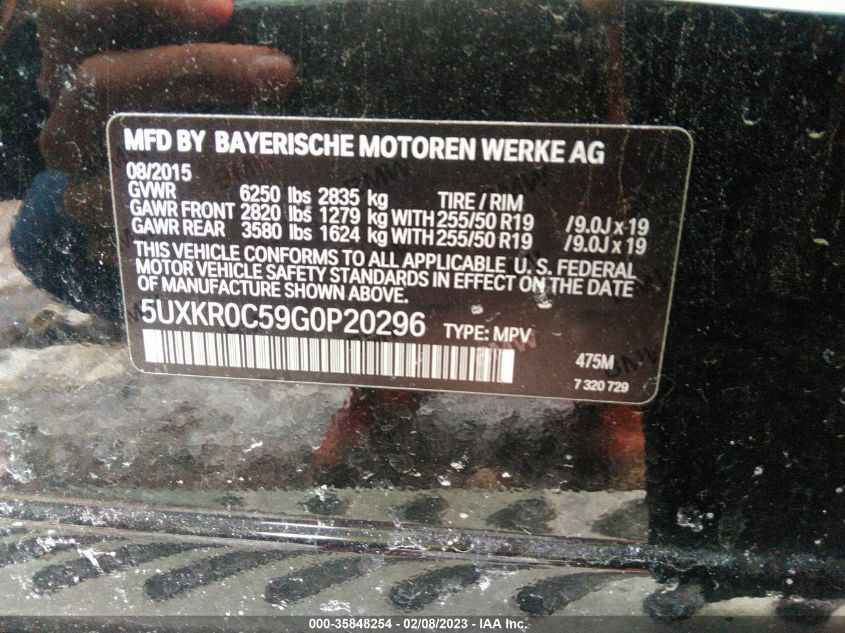 MFD BY BAYERISCHE MOTOREN WERKE AG
08/2015
GVWR 6250 lbs 2835 kg TIRE / RIM
GAWR FRONT 2820 lbs 1279 kg WITH 255/50 R19 /9.0J x 19
GAWR REAR 3580 lbs 1624 kg WITH 255/50 R19 /9.0J x 19
THIS VEHICLE CONFORMS TO ALL APPLICABLE U. S. FEDERAL
MOTOR VEHICLE SAFETY STANDARDS IN EFFECT ON THE DATE
OF MANUFACTURE SHOWN ABOVE.
5UXKR0C59G0P20296 TYPE: MPV
475M
7 320 729
000-35848254 - 02/08/2023 - IAA Inc.